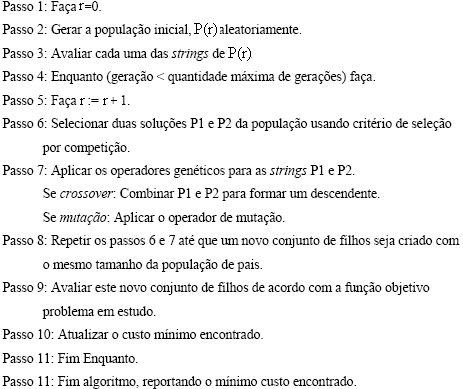 Passo 1: Faça r=0.
Passo 2: Gerar a população inicial, P(r) aleatoriamente.
Passo 3: Avaliar cada uma das strings de P(r)
Passo 4: Enquanto (geração < quantidade máxima de gerações) faça.
Passo 5: Faça r := r + 1.
Passo 6: Selecionar duas soluções P1 e P2 da população usando critério de seleção
por competição.
Passo 7: Aplicar os operadores genéticos para as strings P1 e P2.
Se crossover: Combinar P1 e P2 para formar um descendente.
Se mutação: Aplicar o operador de mutação.
Passo 8: Repetir os passos 6 e 7 até que um novo conjunto de filhos seja criado com
o mesmo tamanho da população de pais.
Passo 9: Avaliar este novo conjunto de filhos de acordo com a função objetivo
problema em estudo.
Passo 10: Atualizar o custo mínimo encontrado.
Passo 11: Fim Enquanto.
Passo 11: Fim algoritmo, reportando o mínimo custo encontrado.